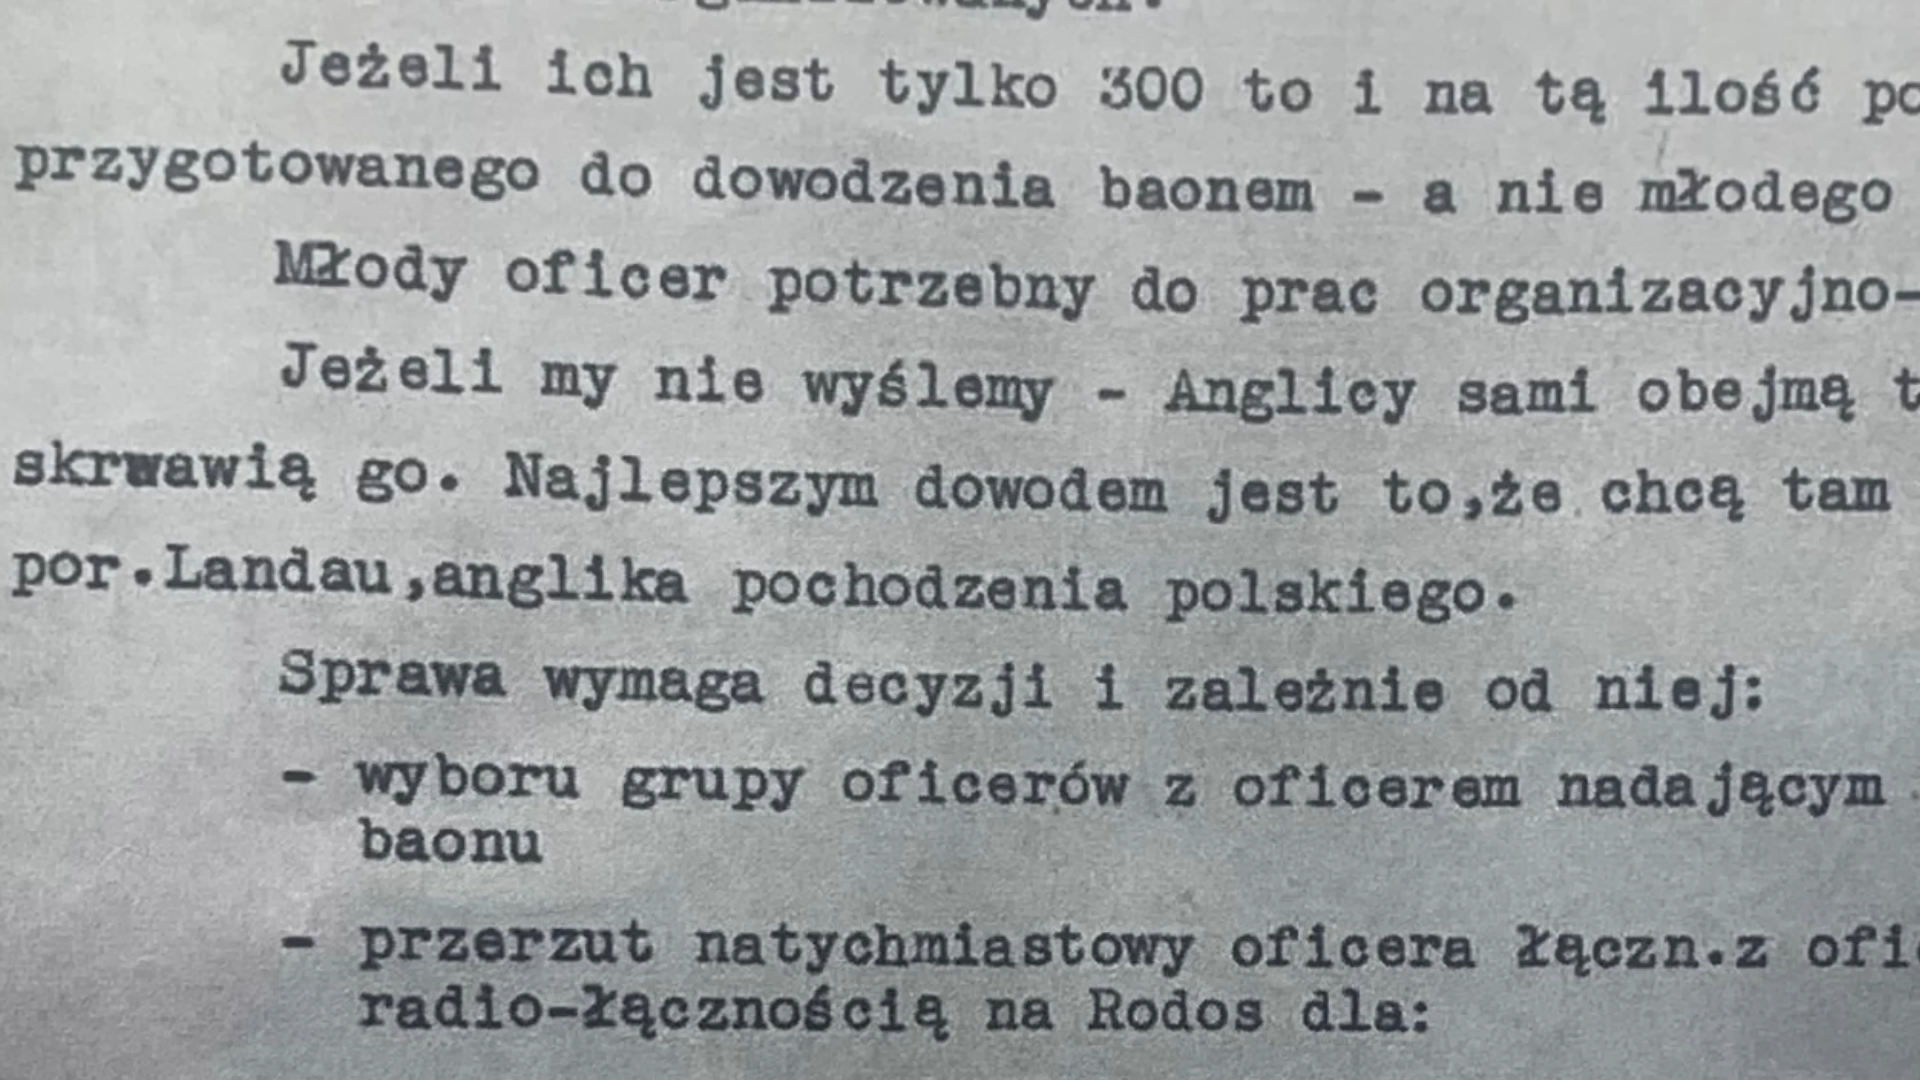 Jeżeli ich jest tylko 300 to i na tą ilość
przygotowanego do dowodzenia baonem - a nie młodego
Młody oficer potrzebny do prac organizacyjno-
Jeżeli my nie wyślemy - Anglicy sami obejmą
skrwawią go. Najlepszym dowodem jest to,że chcą tam
por.Landau,anglika pochodzenia polskiego.
Sprawa wymaga decyzji i zależnie od niej:
- wyboru grupy oficerów z oficerem nadającym
baonu
- przerzut natychmiastowy oficera łączn.z
radio-łącznością na Rodos dla: